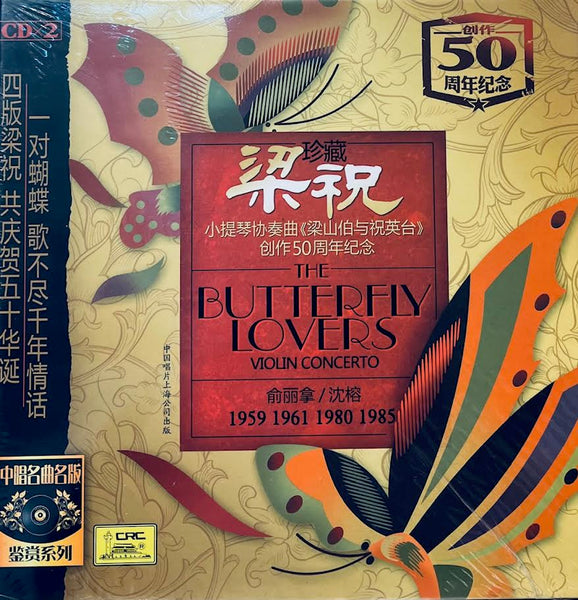 CD 2
创作
50
周年纪念
一对蝴蝶 歌不尽千年情话
四版梁祝 共庆贺五十华诞
珍藏
梁祝
小提琴协奏曲《梁山伯与祝英台》
创作50周年纪念
THE
BUTTERFLY
LOVERS
VIOLIN CONCERTO
俞丽拿/沈榕
1959 1961 1980 1985
中国唱片上海公司出版
中唱名曲名版
鉴赏系列
CRC
®